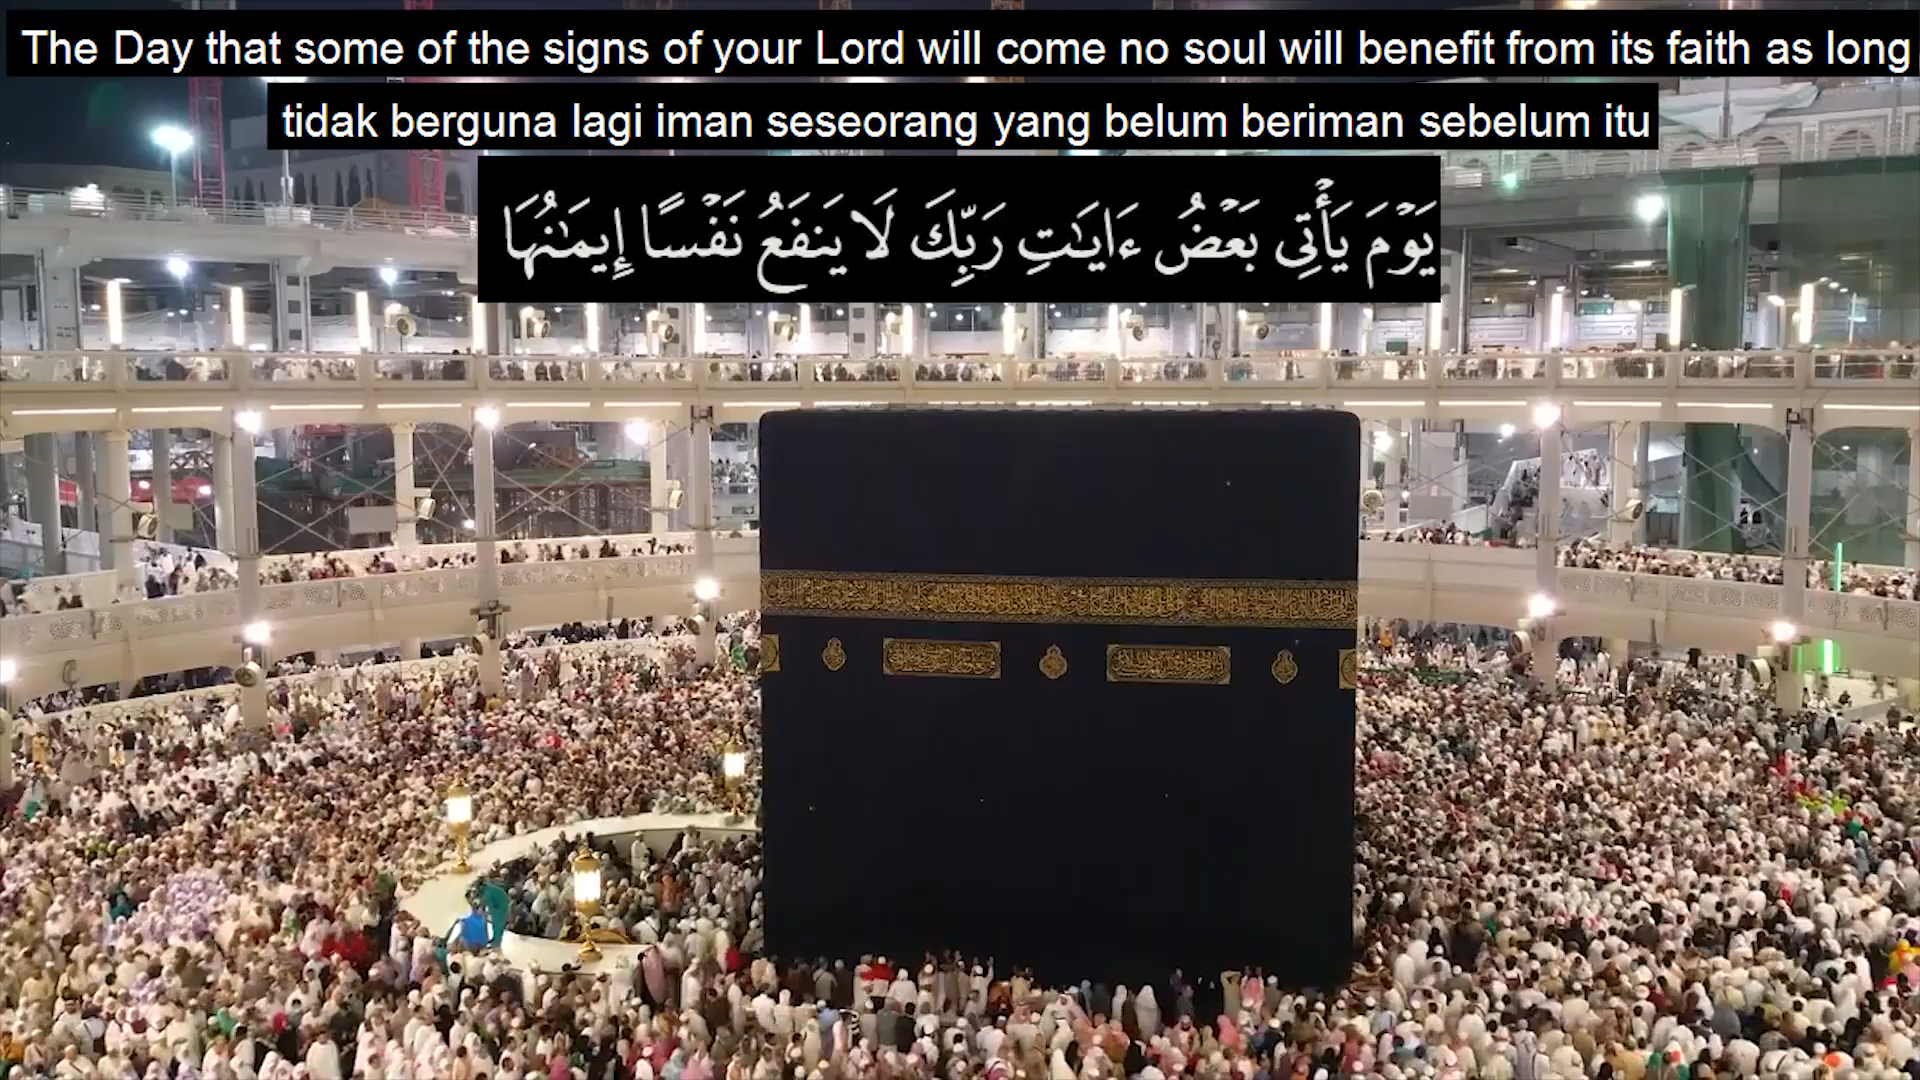 The Day that some of the signs of your Lord will come no soul will benefit from its faith as long
tidak berguna lagi iman seseorang yang belum beriman sebelum itu
يَوْمَ يَأْتِى بَعْضُ ءَايَـٰتِ رَبِّكَ لَا يَنفَعُ نَفْسًا إِيمَـٰنُهَا